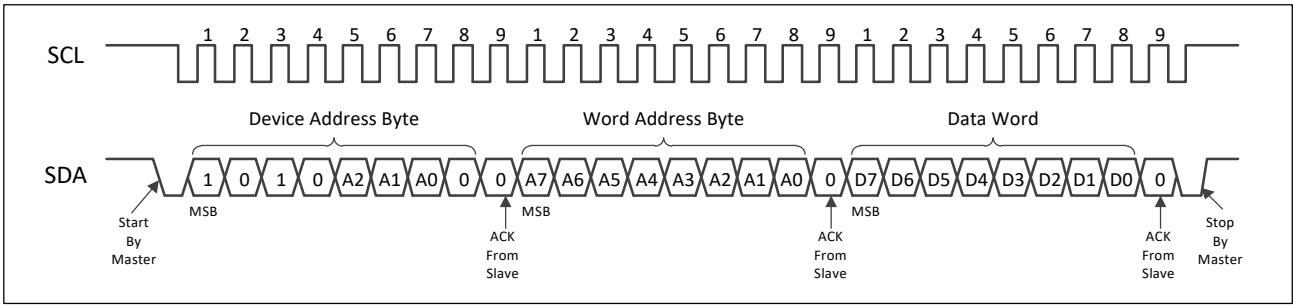 SCL 1 2 3 4 5 6 7 8 9 1 2 3 4 5 6 7 8 9 1 2 3 4 5 6 7 8 9
Device Address Byte Word Address Byte Data Word
SDA 1 0 1 0 A2 A1 A0 0 0 A7 A6 A5 A4 A3 A2 A1 A0 0 D7 D6 D5 D4 D3 D2 D1 D0 0
MSB MSB MSB
Start
By
Master
ACK
From
Slave
ACK
From
Slave
ACK
From
Slave
Stop
By
Master